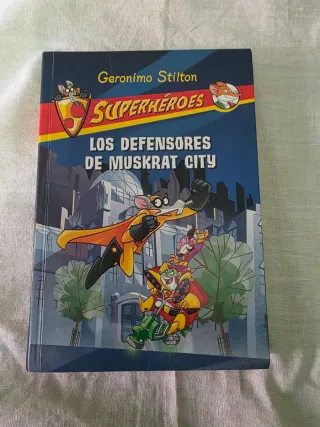 Geronimo Stilton
SUPERHÉROES
LOS DEFENSORES
DE MUSKRAT CITY